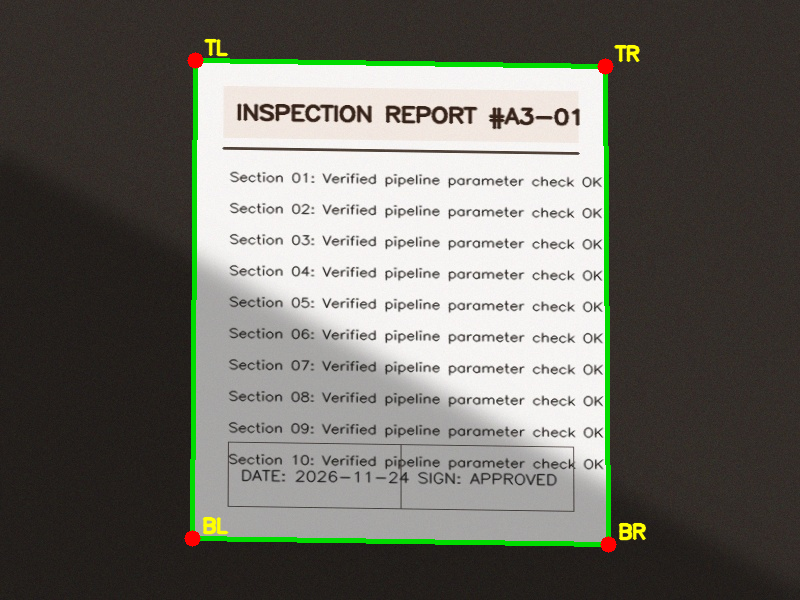 TL
TR
INSPECTION REPORT #A3-01
Section 01: Verified pipeline parameter check OK
Section 02: Verified pipeline parameter check OK
Section 03: Verified pipeline parameter check OK
Section 04: Verified pipeline parameter check OK
Section 05: Verified pipeline parameter check OK
Section 06: Verified pipeline parameter check OK
Section 07: Verified pipeline parameter check OK
Section 08: Verified pipeline parameter check OK
Section 09: Verified pipeline parameter check OK
Section 10: Verified pipeline parameter check OK
DATE: 2026-11-24 SIGN: APPROVED
BL
BR